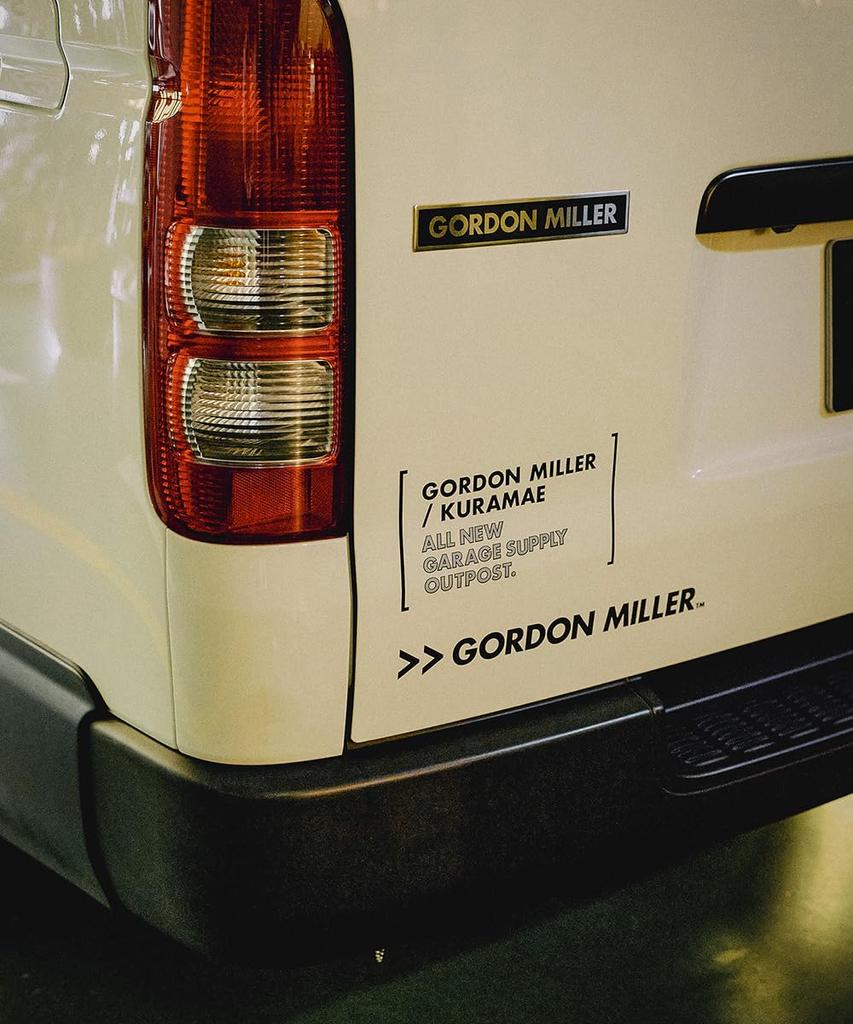 GORDON MILLER
GORDON MILLER
/ KURAMAE
ALL NEW
GARAGE SUPPLY
OUTPOST.
>> GORDON MILLER™